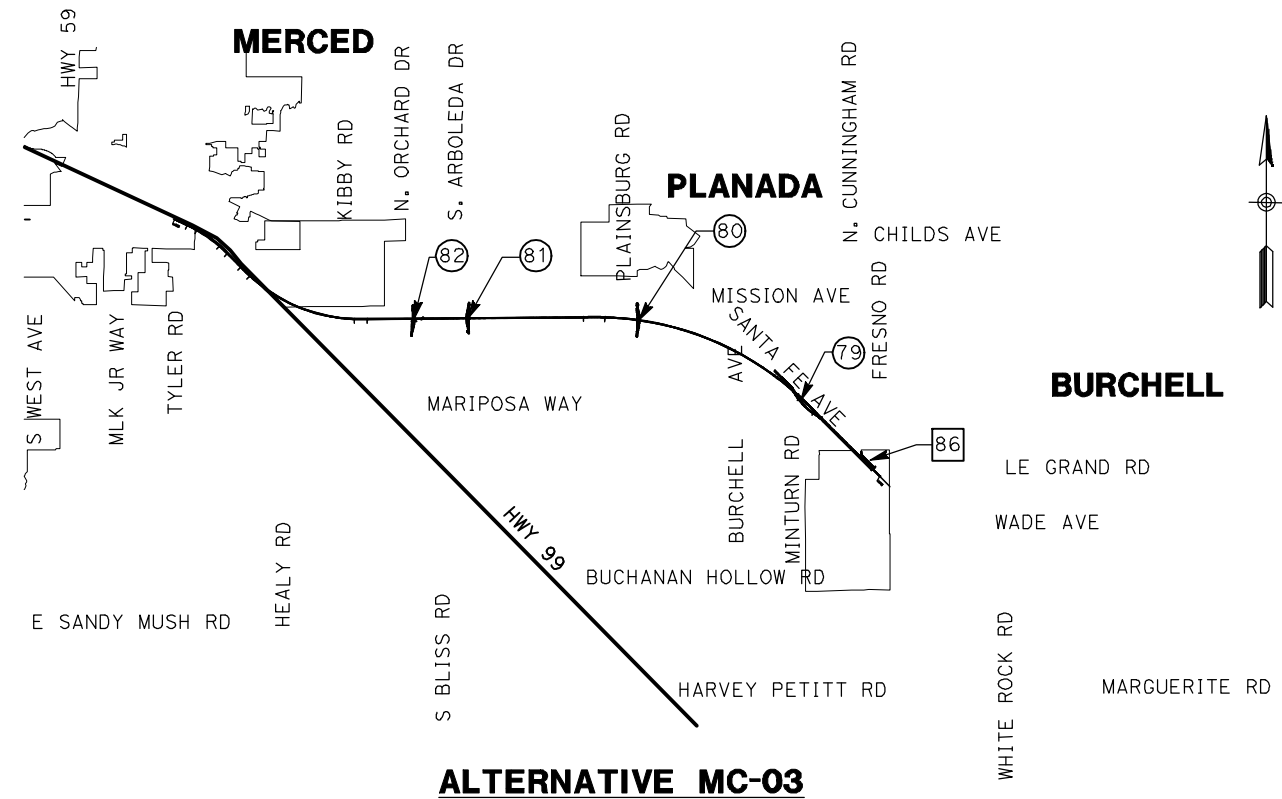 HWY 59
MERCED
KIBBY RD
N. ORCHARD DR
S. ARBOLEDA DR
PLAINSBURG RD
PLANADA
N. CUNNINGHAM RD
CHILDS AVE
80
82
81
MISSION AVE
FRESNO RD
SANTA FE AVE
79
S WEST AVE
MLK JR WAY
TYLER RD
MARIPOSA WAY
BURCHELL AVE
MINTURN RD
BURCHELL
86
LE GRAND RD
WADE AVE
HWY 99
HEALY RD
BUCHANAN HOLLOW RD
E SANDY MUSH RD
S BLISS RD
HARVEY PETITT RD
WHITE ROCK RD
MARGUERITE RD
ALTERNATIVE MC-03